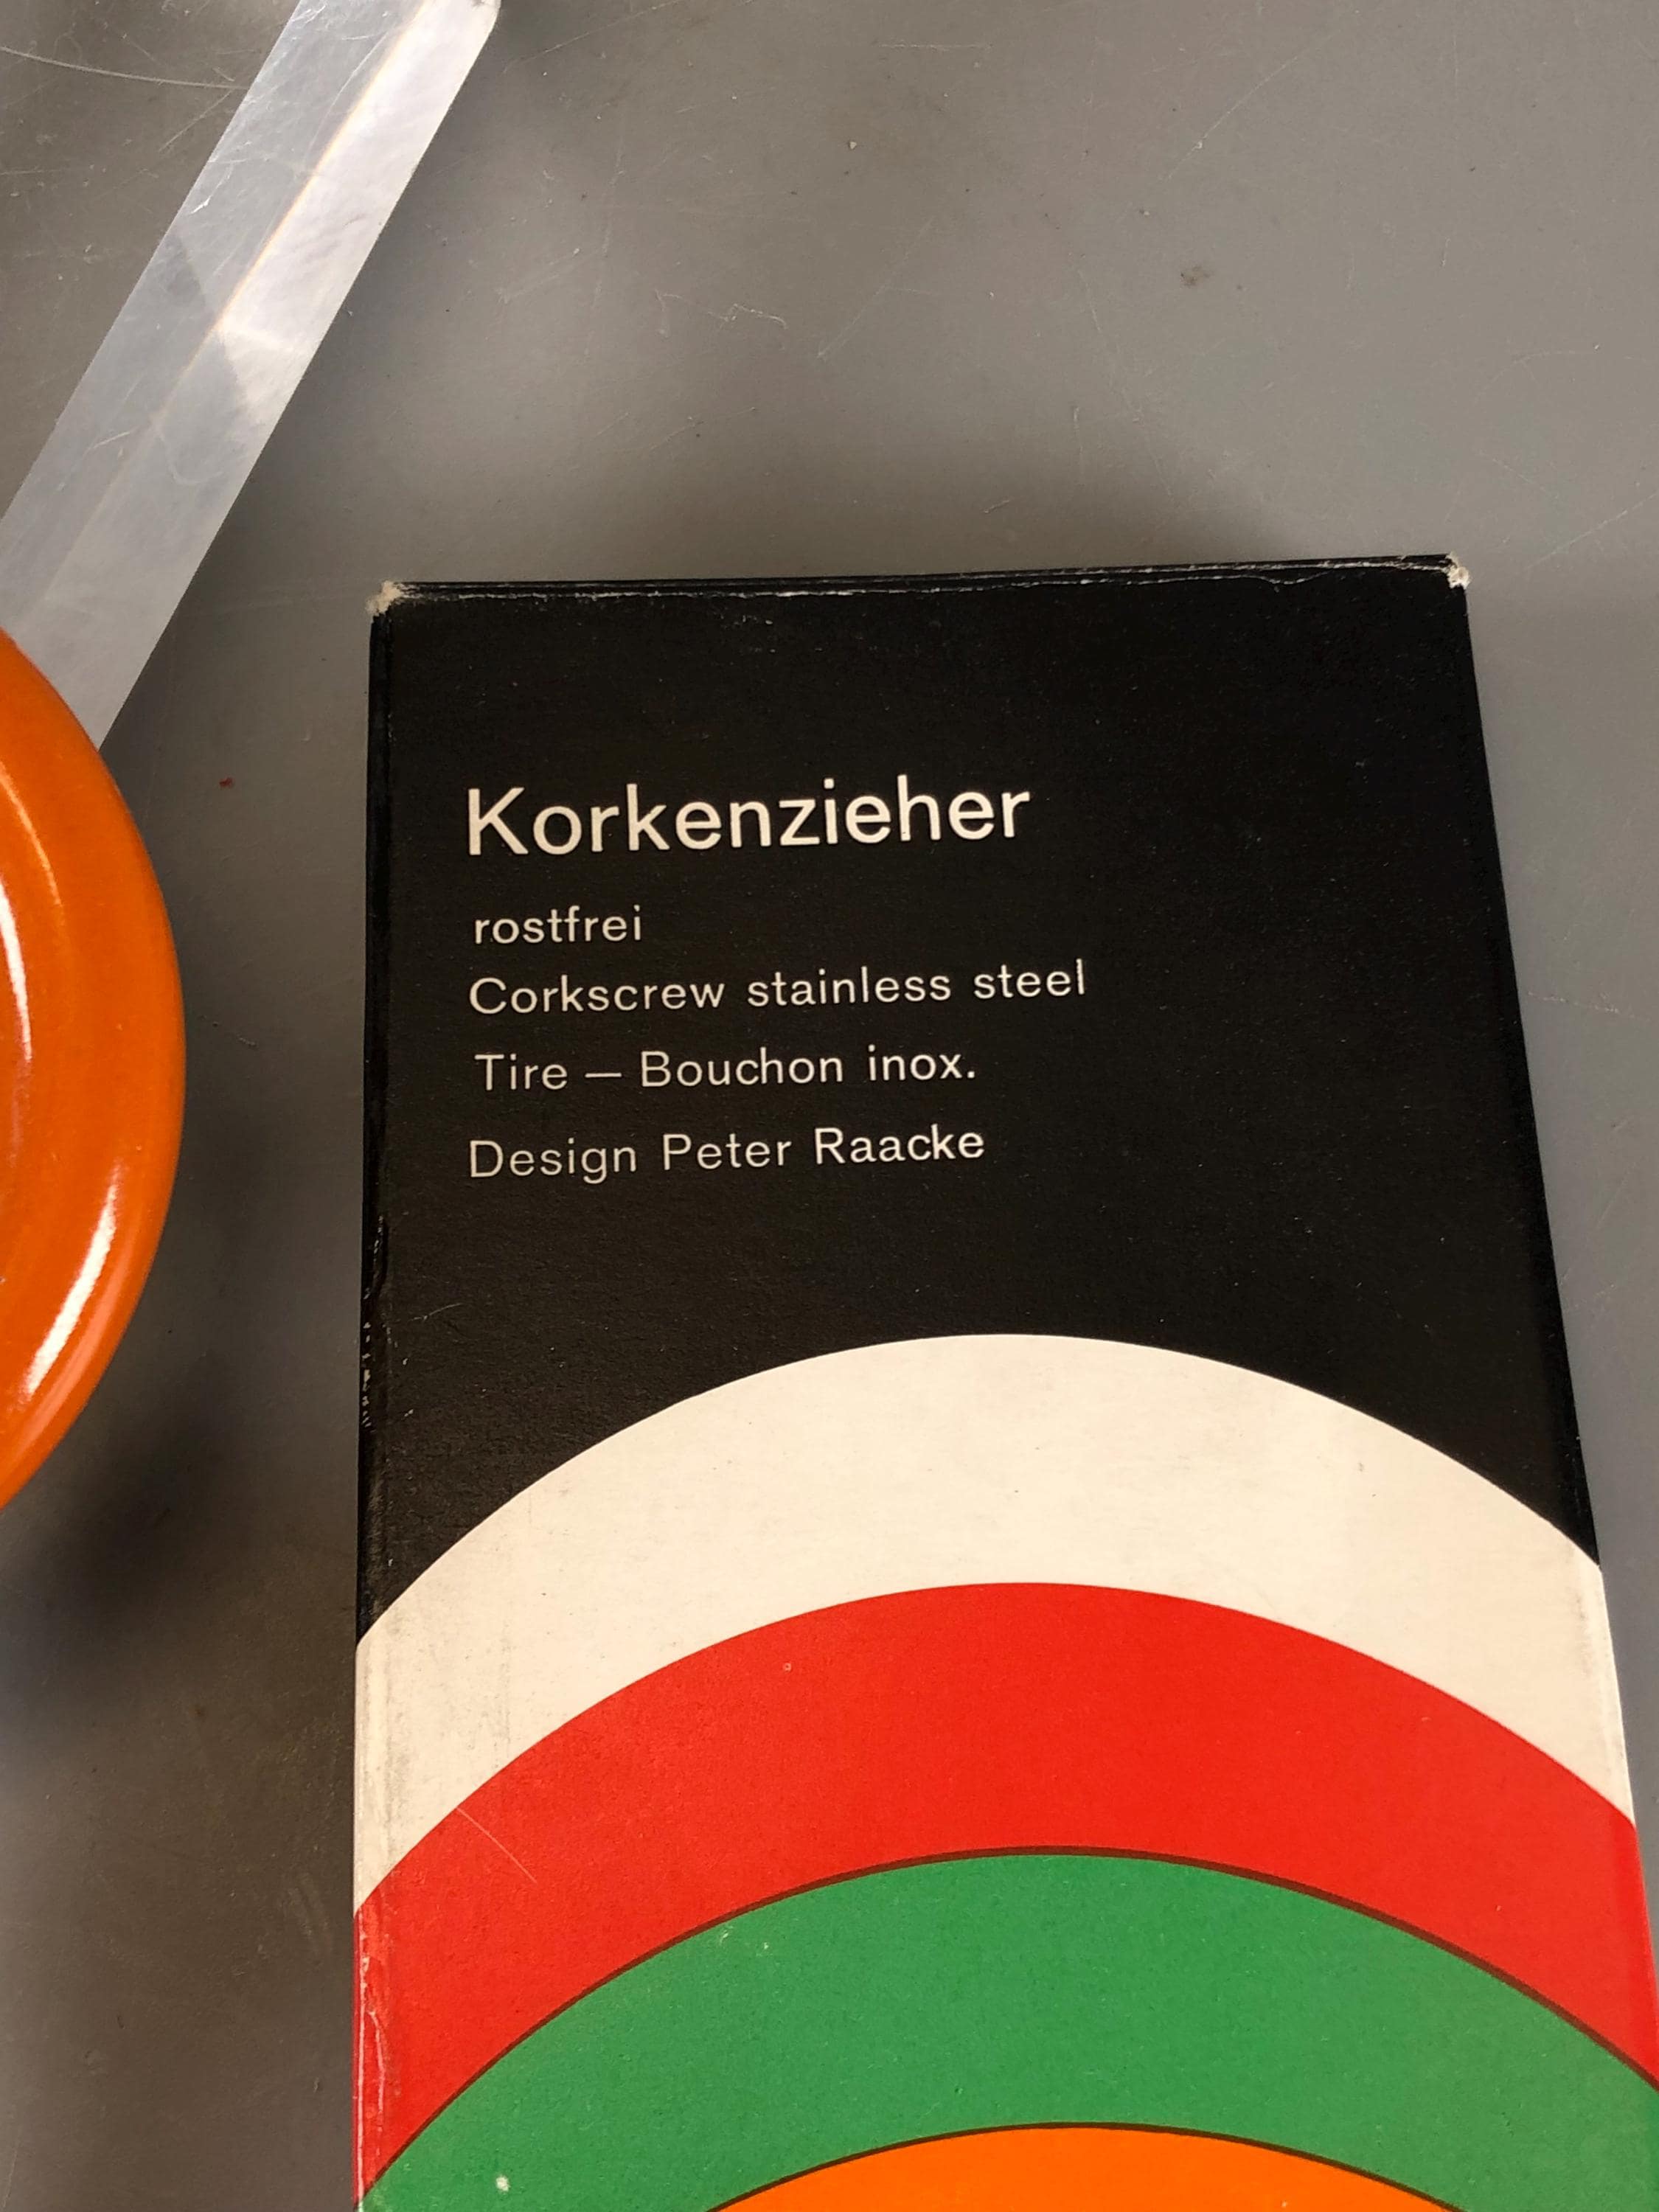 Korkenzieher
rostfrei
Corkscrew stainless steel
Tire — Bouchon inox.
Design Peter Raacke